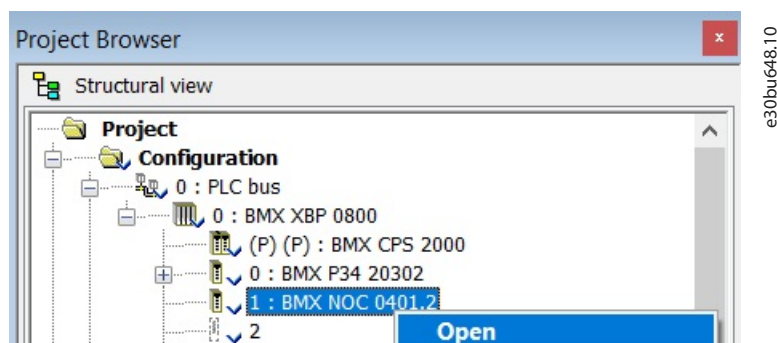 Project Browser
x
Structural view
Project
Configuration
0 : PLC bus
0 : BMX XBP 0800
(P) (P) : BMX CPS 2000
0 : BMX P34 20302
1 : BMX NOC 0401.2
2
Open
e30bu648.10